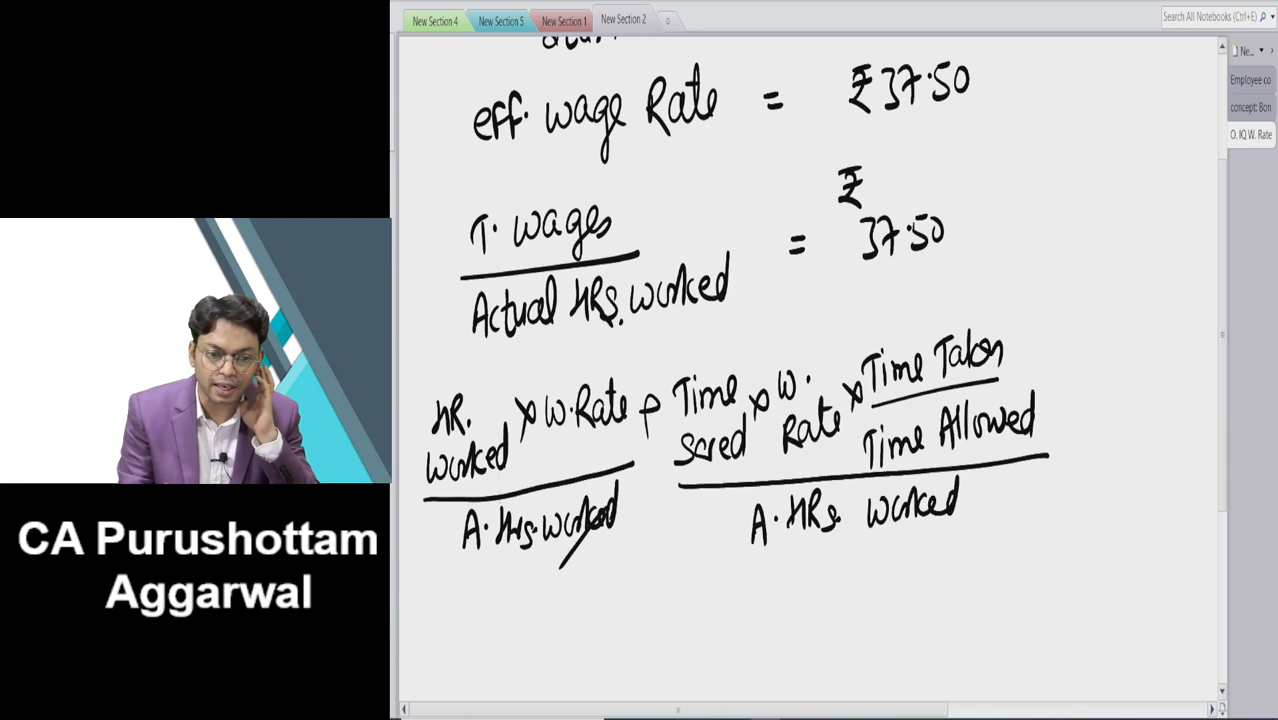 New Section 4
New Section 5
New Section 1
New Section 2
Search All Notebooks (Ctrl+E)
Ne...
Employee co
concept: Bon
O. IQ W. Rate
eff. wage Rate = ₹37.50
₹
T. wages = 37.50
Actual HRs. worked
HR. worked × W. Rate + Time saved × W. Rate × Time Taken
Time Allowed
A. Hrs. worked
A. HRs. worked
CA Purushottam
Aggarwal